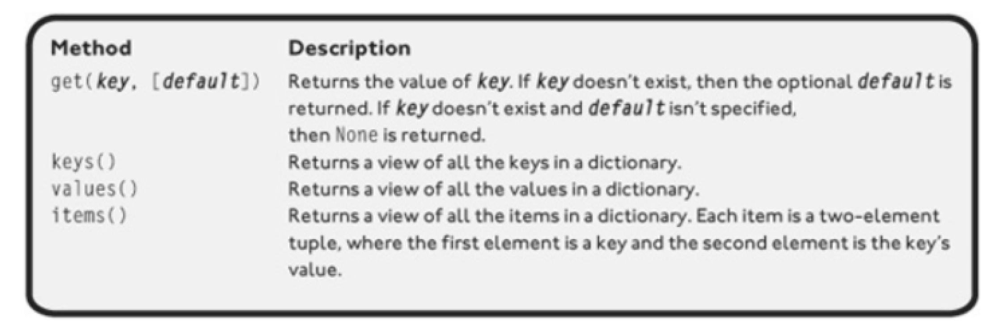 Method Description
get(key, [default]) Returns the value of key. If key doesn't exist, then the optional default is
returned. If key doesn't exist and default isn't specified,
then None is returned.
keys() Returns a view of all the keys in a dictionary.
values() Returns a view of all the values in a dictionary.
items() Returns a view of all the items in a dictionary. Each item is a two-element
tuple, where the first element is a key and the second element is the key's
value.